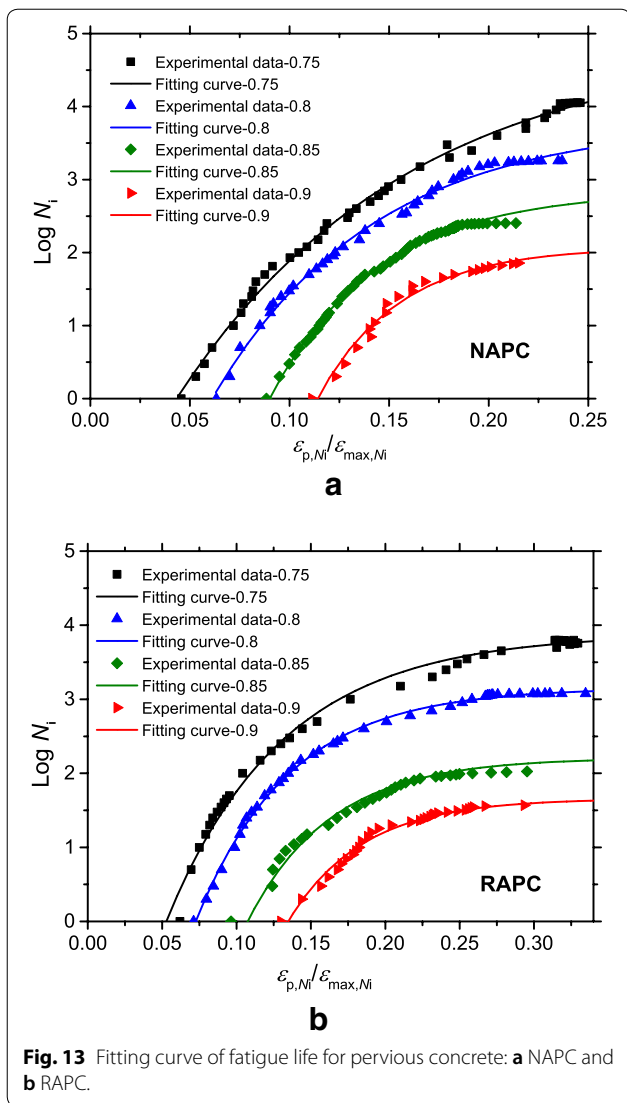 5
4
3
2
1
0
Log Ni
Experimental data-0.75
Fitting curve-0.75
Experimental data-0.8
Fitting curve-0.8
Experimental data-0.85
Fitting curve-0.85
Experimental data-0.9
Fitting curve-0.9
NAPC
0.00 0.05 0.10 0.15 0.20 0.25
εp,Ni/εmax,Ni
a
5
4
3
2
1
0
Log Ni
Experimental data-0.75
Fitting curve-0.75
Experimental data-0.8
Fitting curve-0.8
Experimental data-0.85
Fitting curve-0.85
Experimental data-0.9
Fitting curve-0.9
RAPC
0.00 0.05 0.10 0.15 0.20 0.25 0.30
εp,Ni/εmax,Ni
b
Fig. 13 Fitting curve of fatigue life for pervious concrete: a NAPC and
b RAPC.